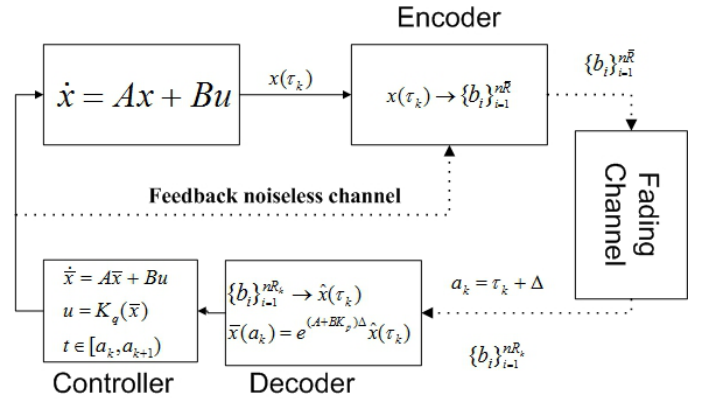 Encoder
ẋ = Ax + Bu
x(τ_k)
x(τ_k) → {b_i}_{i=1}^{nR̄}
{b_i}_{i=1}^{nR̄}
Feedback noiseless channel
Fading
Channel
ẋ̄ = Ax̄ + Bu
u = K_q(x̄)
t ∈ [a_k, a_{k+1})
{b_i}_{i=1}^{nR_k} → x̂(τ_k)
x̄(a_k) = e^{(A+BK_p)Δ} x̂(τ_k)
a_k = τ_k + Δ
{b_i}_{i=1}^{nR_k}
Controller
Decoder